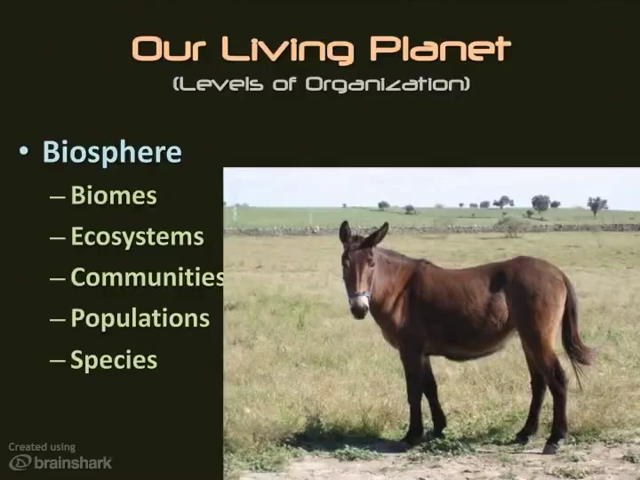 Our Living Planet
(Levels of Organization)
• Biosphere
– Biomes
– Ecosystems
– Communities
– Populations
– Species
Created using
brainshark